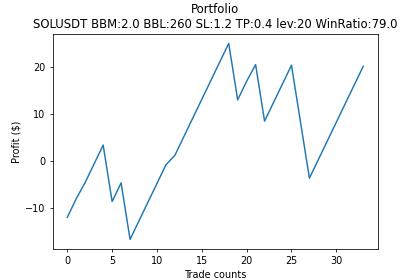 Portfolio
SOLUSDT BBM:2.0 BBL:260 SL:1.2 TP:0.4 lev:20 WinRatio:79.0
20
10
0
−10
Profit ($)
0 5 10 15 20 25 30
Trade counts